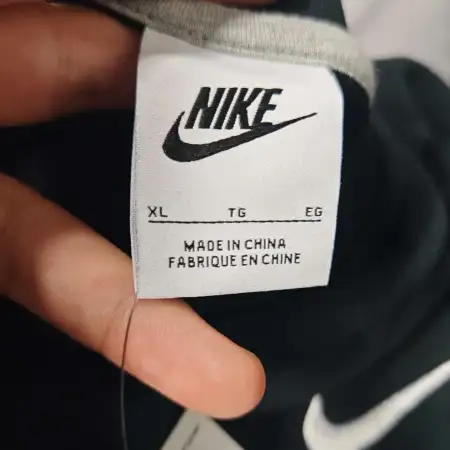 NIKE
XL TG EG
MADE IN CHINA
FABRIQUE EN CHINE